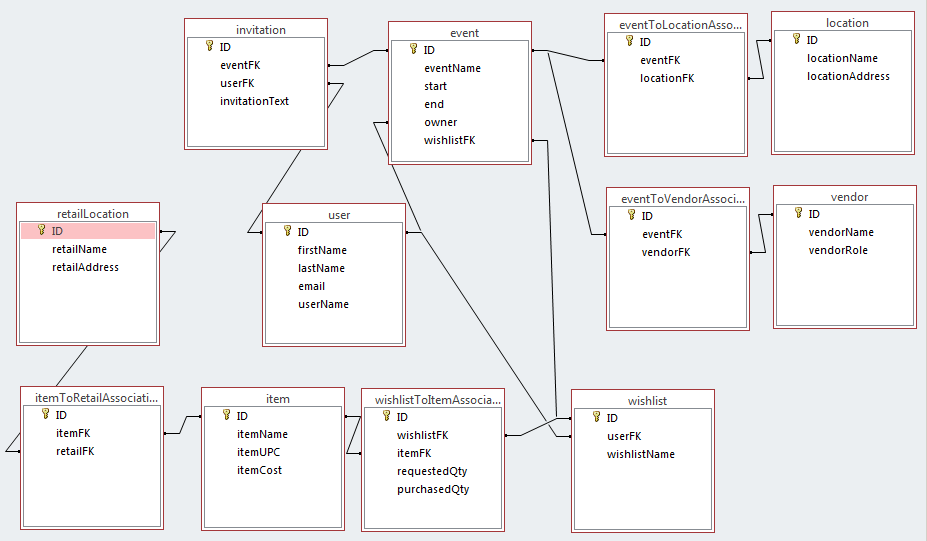 invitation
ID
eventFK
userFK
invitationText
event
ID
eventName
start
end
owner
wishlistFK
eventToLocationAsso...
ID
eventFK
locationFK
location
ID
locationName
locationAddress
retailLocation
ID
retailName
retailAddress
user
ID
firstName
lastName
email
userName
eventToVendorAssoci...
ID
eventFK
vendorFK
vendor
ID
vendorName
vendorRole
itemToRetailAssociati...
ID
itemFK
retailFK
item
ID
itemName
itemUPC
itemCost
wishlistToItemAssocia...
ID
wishlistFK
itemFK
requestedQty
purchasedQty
wishlist
ID
userFK
wishlistName